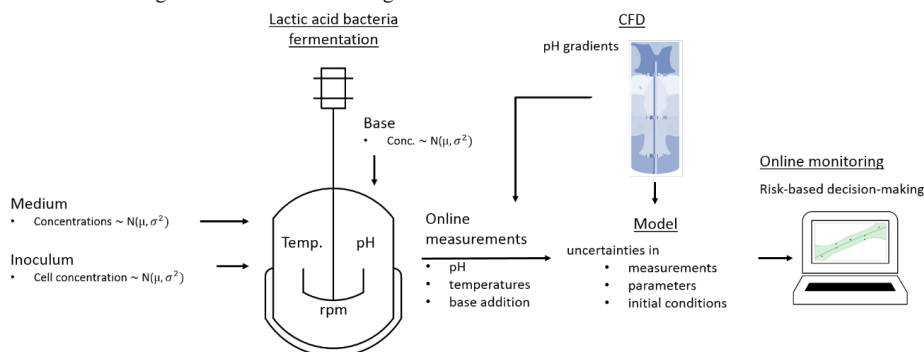 Lactic acid bacteria
fermentation
CFD
pH gradients
Base
• Conc. ~ N(μ, σ²)
Online monitoring
Risk-based decision-making
Medium
• Concentrations ~ N(μ, σ²)
Online
measurements
• pH
• temperatures
• base addition
Model
uncertainties in
• measurements
• parameters
• initial conditions
Temp.
pH
rpm
Inoculum
• Cell concentration ~ N(μ, σ²)